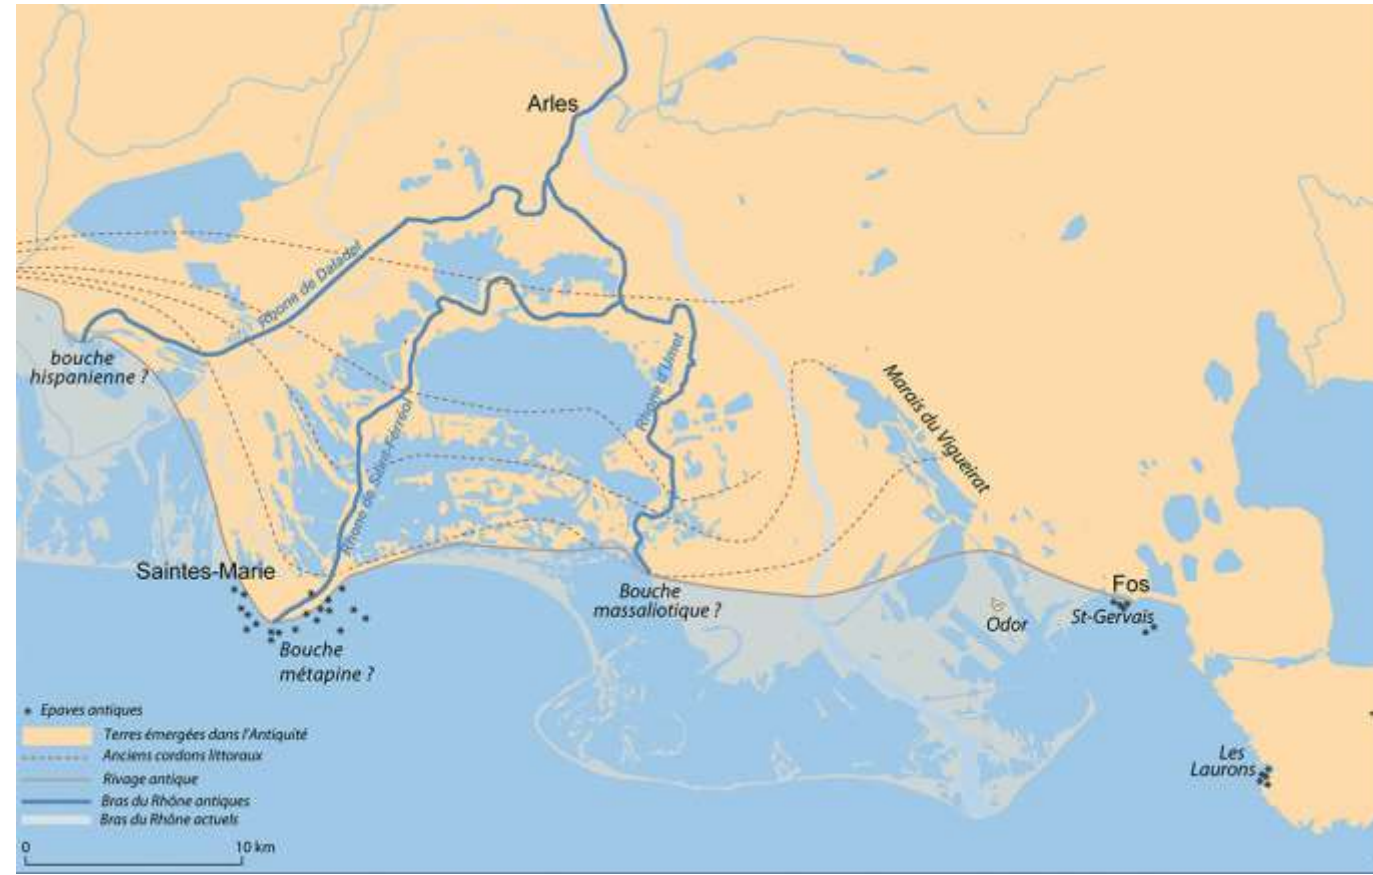 Arles
Rhône de Daladel
bouche
hispanienne ?
Rhône d'Ulmet
Marais du Vigueirat
Rhône de Saint-Ferréol
Saintes-Marie
Bouche
massaliotique ?
Fos
St-Gervais
Odor
Bouche
métapine ?
Les
Laurons
Epaves antiques
Terres émergées dans l'Antiquité
Anciens cordons littoraux
Rivage antique
Bras du Rhône antiques
Bras du Rhône actuels
0 10 km